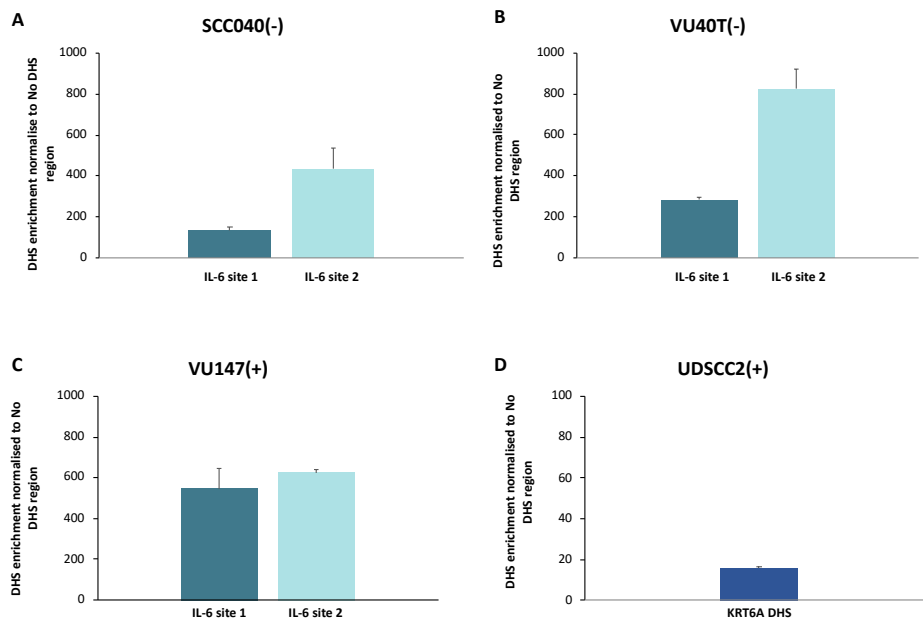 A
SCC040(-)
DHS enrichment normalise to No DHS
region
1000
800
600
400
200
0
IL-6 site 1
IL-6 site 2
B
VU40T(-)
DHS enrichment normalised to No
DHS region
1000
800
600
400
200
0
IL-6 site 1
IL-6 site 2
C
VU147(+)
DHS enrichment normalised to No
DHS region
1000
800
600
400
200
0
IL-6 site 1
IL-6 site 2
D
UDSCC2(+)
DHS enrichment normalised to No
DHS region
100
80
60
40
20
0
KRT6A DHS